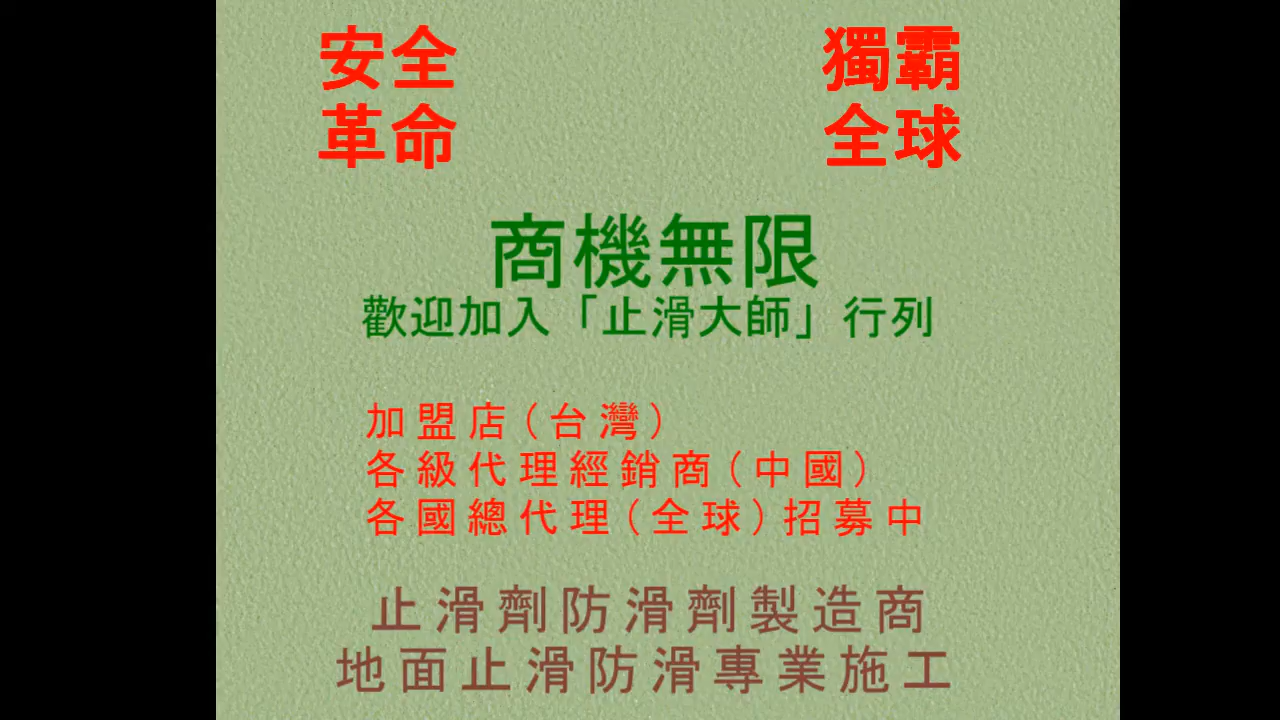 安全
革命
獨霸
全球
商機無限
歡迎加入「止滑大師」行列
加盟店(台灣)
各級代理經銷商(中國)
各國總代理(全球)招募中
止滑劑防滑劑製造商
地面止滑防滑專業施工